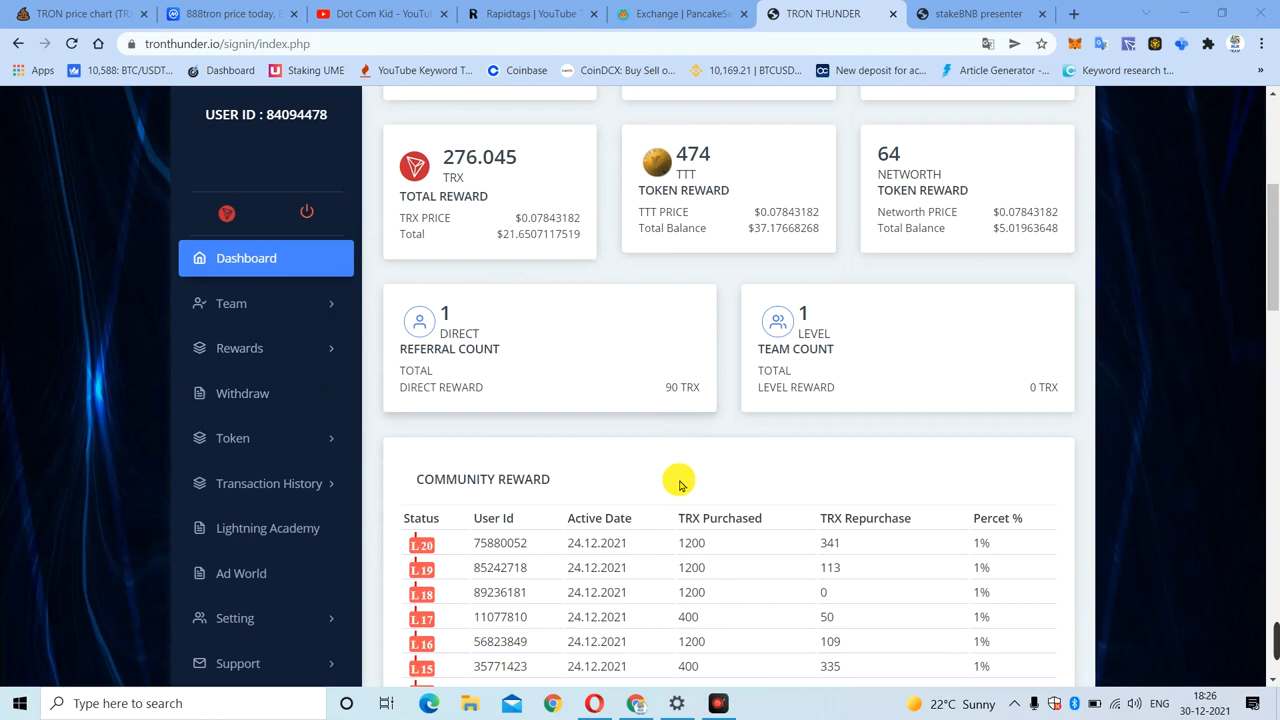 888tron price today, E
TRON price chart (TR)
Dot Com Kid - YouTu
Rapidtags | YouTube
Exchange | PancakeS
TRON THUNDER
stakeBNB presenter
tronthunder.io/signin/index.php
Apps
10,588: BTC/USDT...
Dashboard
Staking UME
YouTube Keyword T...
Coinbase
CoinDCX: Buy Sell o...
10,169.21 | BTCUSD...
New deposit for ac...
Article Generator -...
Keyword research t...
»
USER ID : 84094478
Dashboard
Team
Rewards
Withdraw
Token
Transaction History
Lightning Academy
Ad World
Setting
Support
276.045
TRX
TOTAL REWARD
TRX PRICE $0.07843182
Total $21.6507117519
474
TTT
TOKEN REWARD
TTT PRICE $0.07843182
Total Balance $37.17668268
64
NETWORTH
TOKEN REWARD
Networth PRICE $0.07843182
Total Balance $5.01963648
1
DIRECT
REFERRAL COUNT
TOTAL
DIRECT REWARD 90 TRX
1
LEVEL
TEAM COUNT
TOTAL
LEVEL REWARD 0 TRX
COMMUNITY REWARD
Status User Id Active Date TRX Purchased TRX Repurchase Percet %
L 20 75880052 24.12.2021 1200 341 1%
L 19 85242718 24.12.2021 1200 113 1%
L 18 89236181 24.12.2021 1200 0 1%
L 17 11077810 24.12.2021 400 50 1%
L 16 56823849 24.12.2021 1200 109 1%
L 15 35771423 24.12.2021 400 335 1%
Type here to search
22°C Sunny
ENG
18:26
30-12-2021